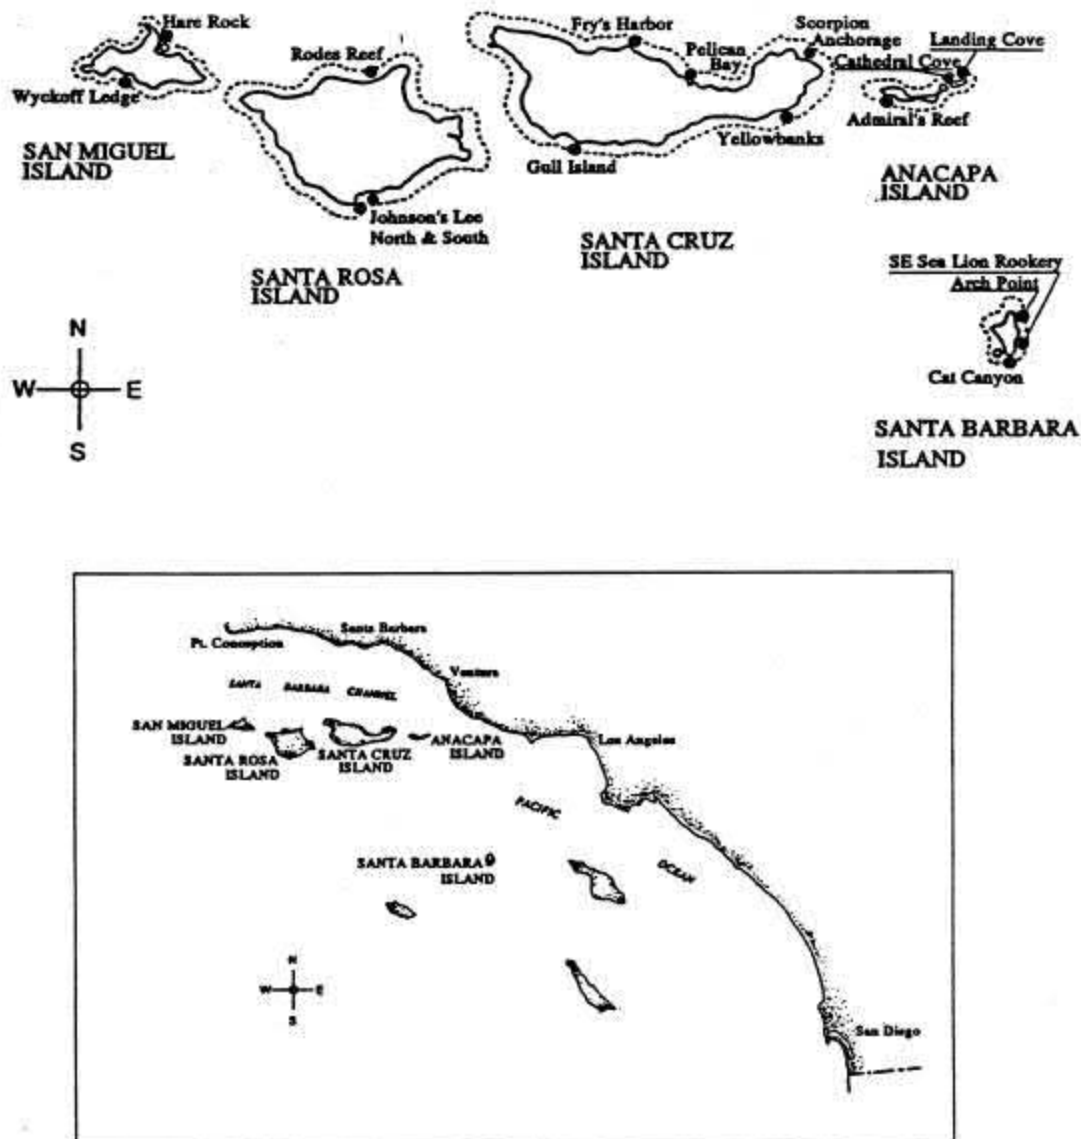 Hare Rock
Wyckoff Ledge
SAN MIGUEL
ISLAND
Rodes Reef
Johnson's Lee
North & South
SANTA ROSA
ISLAND
Fry's Harbor
Pelican
Bay
Scorpion
Anchorage
Yellowbanks
Gull Island
SANTA CRUZ
ISLAND
Landing Cove
Cathedral Cove
Admiral's Reef
ANACAPA
ISLAND
SE Sea Lion Rookery
Arch Point
Cat Canyon
SANTA BARBARA
ISLAND
N
W E
S
Pt. Conception
Santa Barbara
Ventura
SANTA BARBARA CHANNEL
SAN MIGUEL
ISLAND
SANTA ROSA
ISLAND
SANTA CRUZ
ISLAND
ANACAPA
ISLAND
Los Angeles
PACIFIC
OCEAN
SANTA BARBARA
ISLAND
N
W E
S
San Diego